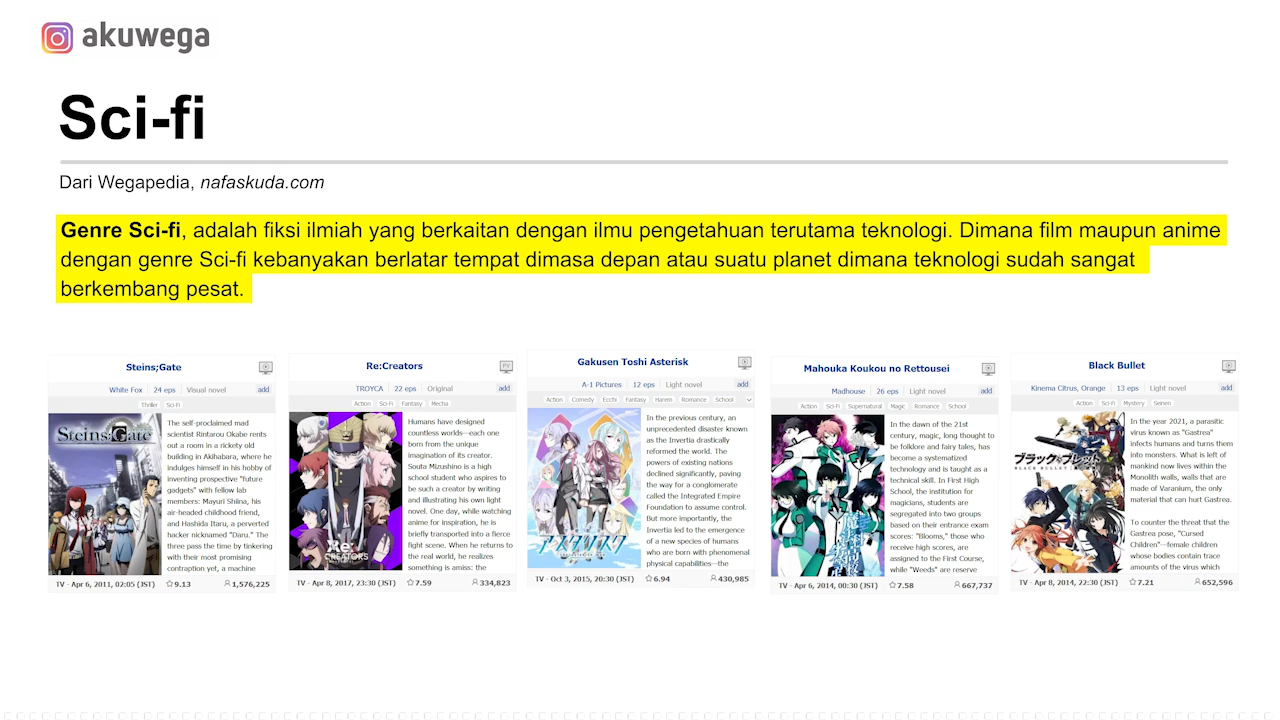 akuwega
Sci-fi
Dari Wegapedia, nafaskuda.com
Genre Sci-fi, adalah fiksi ilmiah yang berkaitan dengan ilmu pengetahuan terutama teknologi. Dimana film maupun anime
dengan genre Sci-fi kebanyakan berlatar tempat dimasa depan atau suatu planet dimana teknologi sudah sangat
berkembang pesat.
Steins;Gate
White Fox 24 eps Visual novel add
Thriller Sci-Fi
Steins;Gate
The self-proclaimed mad
scientist Rintarou Okabe rents
out a room in a rickety old
building in Akihabara, where he
indulges himself in his hobby of
inventing prospective "future
gadgets" with fellow lab
members: Mayuri Shiina, his
air-headed childhood friend,
and Hashida Itaru, a perverted
hacker nicknamed "Daru." The
three pass the time by tinkering
with their most promising
contraption yet, a machine
TV - Apr 6, 2011, 02:05 (JST) 9.13 1,576,225
Re:Creators
PV
TROYCA 22 eps Original add
Action Sci-Fi Fantasy Mecha
Re:CREATORS
Humans have designed
countless worlds—each one
born from the unique
imagination of its creator.
Souta Mizushino is a high
school student who aspires to
be such a creator by writing
and illustrating his own light
novel. One day, while watching
anime for inspiration, he is
briefly transported into a fierce
fight scene. When he returns to
the real world, he realizes
something is amiss: the
TV - Apr 8, 2017, 23:30 (JST) 7.59 334,823
Gakusen Toshi Asterisk
A-1 Pictures 12 eps Light novel add
Action Comedy Ecchi Fantasy Harem Romance School
アスタリスク
In the previous century, an
unprecedented disaster known
as the Invertia drastically
reformed the world. The
powers of existing nations
declined significantly, paving
the way for a conglomerate
called the Integrated Empire
Foundation to assume control.
But more importantly, the
Invertia led to the emergence
of a new species of humans
who are born with phenomenal
physical capabilities—the
TV - Oct 3, 2015, 20:30 (JST) 6.94 430,985
Mahouka Koukou no Rettousei
Madhouse 26 eps Light novel add
Action Sci-Fi Supernatural Magic Romance School
In the dawn of the 21st
century, magic, long thought to
be folklore and fairy tales, has
become a systematized
technology and is taught as a
technical skill. In First High
School, the institution for
magicians, students are
segregated into two groups
based on their entrance exam
scores: "Blooms," those who
receive high scores, are
assigned to the First Course,
while "Weeds" are reserve
TV - Apr 6, 2014, 00:30 (JST) 7.58 667,737
Black Bullet
Kinema Citrus, Orange 13 eps Light novel add
Action Sci-Fi Mystery Seinen
ブラック・ブレット
BLACK BULLET
In the year 2021, a parasitic
virus known as "Gastrea"
infects humans and turns them
into monsters. What is left of
mankind now lives within the
Monolith walls, walls that are
made of Varanium, the only
material that can hurt Gastrea.
To counter the threat that the
Gastrea pose, "Cursed
Children"—female children
whose bodies contain trace
amounts of the virus which
TV - Apr 8, 2014, 22:30 (JST) 7.21 652,596